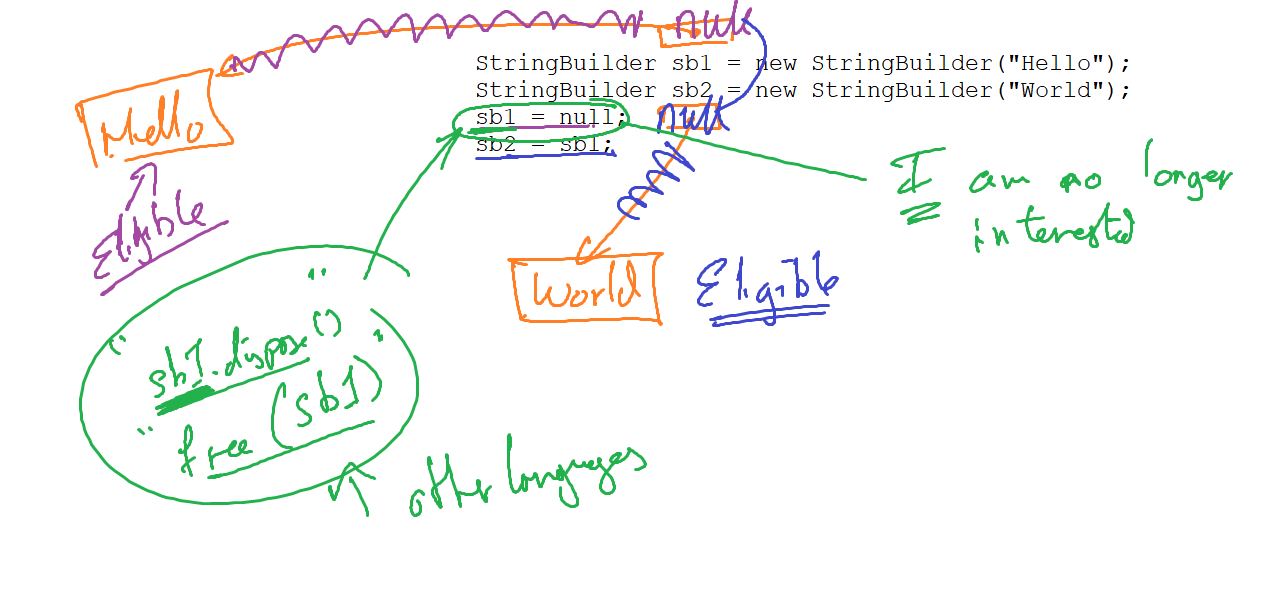 null
StringBuilder sb1 = new StringBuilder("Hello");
StringBuilder sb2 = new StringBuilder("World");
sb1 = null;
null
sb2 = sb1;
Hello
Eligible
I am no longer
interested
World
Eligible
" "
sb1.dispose()
" "
free (sb1)
other languages